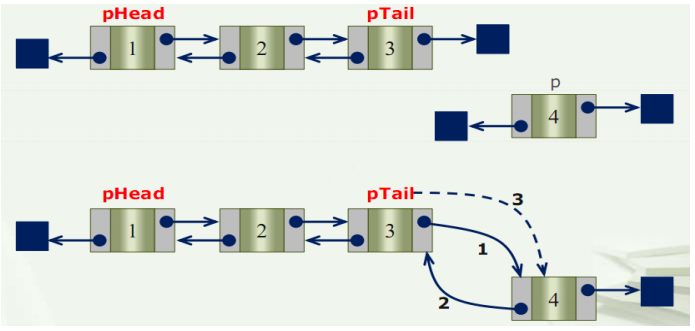 pHead pTail
1 2 3
p
4
pHead pTail 3
1 2 3
1
2 4